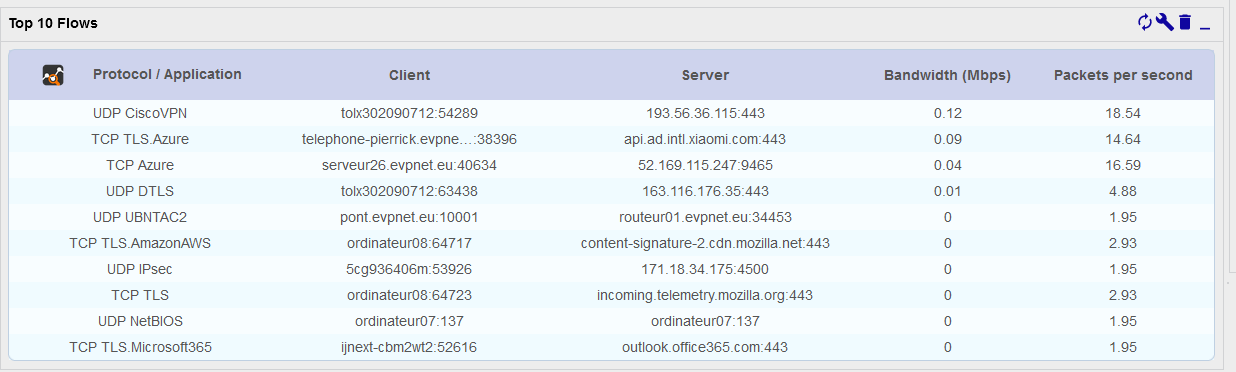 Top 10 Flows
Protocol / Application Client Server Bandwidth (Mbps) Packets per second
UDP CiscoVPN tolx302090712:54289 193.56.36.115:443 0.12 18.54
TCP TLS.Azure telephone-pierrick.evpne...:38396 api.ad.intl.xiaomi.com:443 0.09 14.64
TCP Azure serveur26.evpnet.eu:40634 52.169.115.247:9465 0.04 16.59
UDP DTLS tolx302090712:63438 163.116.176.35:443 0.01 4.88
UDP UBNTAC2 pont.evpnet.eu:10001 routeur01.evpnet.eu:34453 0 1.95
TCP TLS.AmazonAWS ordinateur08:64717 content-signature-2.cdn.mozilla.net:443 0 2.93
UDP IPsec 5cg936406m:53926 171.18.34.175:4500 0 1.95
TCP TLS ordinateur08:64723 incoming.telemetry.mozilla.org:443 0 2.93
UDP NetBIOS ordinateur07:137 ordinateur07:137 0 1.95
TCP TLS.Microsoft365 ijnext-cbm2wt2:52616 outlook.office365.com:443 0 1.95